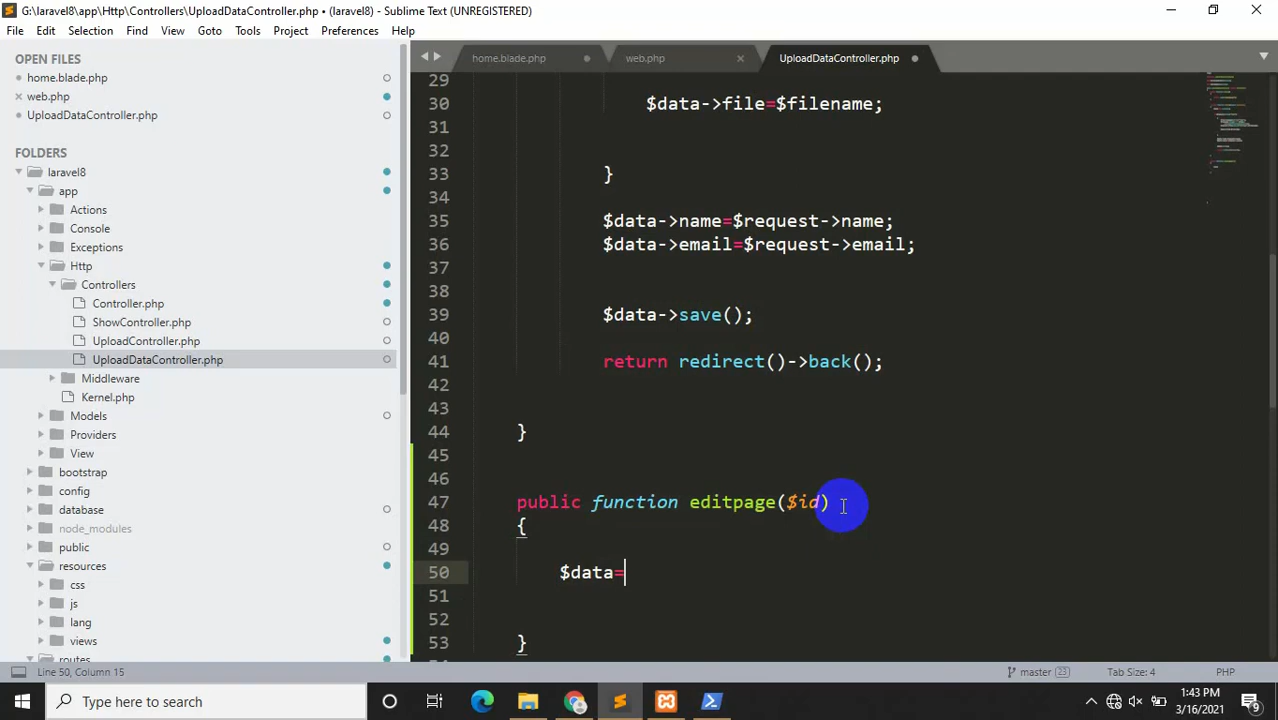 G:\laravel8\app\Http\Controllers\UploadDataController.php • (laravel8) - Sublime Text (UNREGISTERED)
File Edit Selection Find View Goto Tools Project Preferences Help
OPEN FILES
home.blade.php
web.php
UploadDataController.php
FOLDERS
laravel8
app
Actions
Console
Exceptions
Http
Controllers
Controller.php
ShowController.php
UploadController.php
UploadDataController.php
Middleware
Kernel.php
Models
Providers
View
bootstrap
config
database
node_modules
public
resources
css
js
lang
views
routes
home.blade.php web.php UploadDataController.php
29
30 $data->file=$filename;
31
32
33 }
34
35 $data->name=$request->name;
36 $data->email=$request->email;
37
38
39 $data->save();
40
41 return redirect()->back();
42
43
44 }
45
46
47 public function editpage($id)
48 {
49
50 $data=
51
52
53 }
Line 50, Column 15 master 23 Tab Size: 4 PHP
Type here to search
1:43 PM
3/16/2021
9